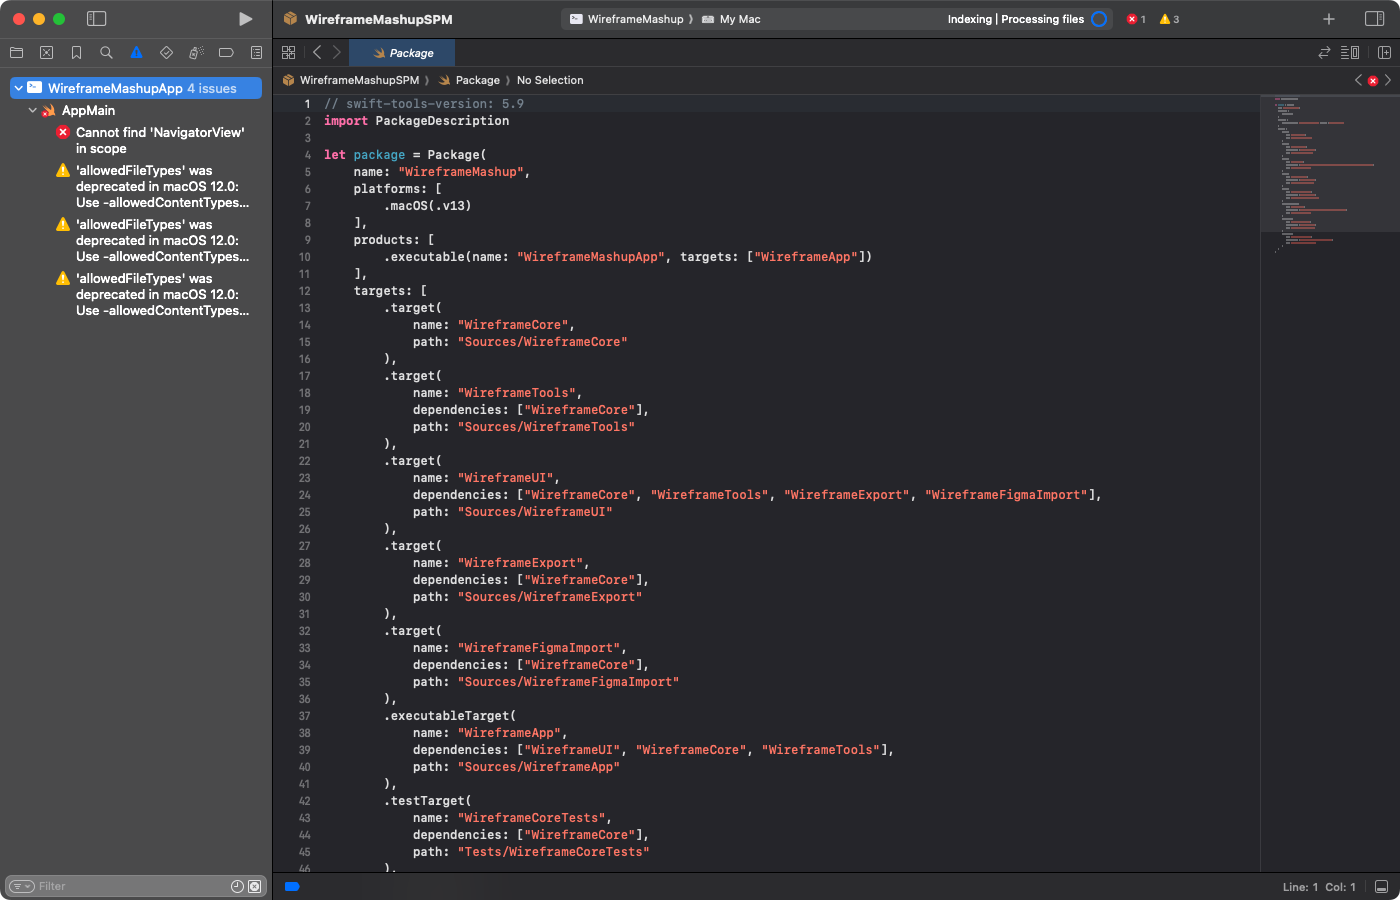 WireframeMashupSPM
WireframeMashup ⟩ My Mac
Indexing | Processing files
1
3
Package
WireframeMashupApp 4 issues
AppMain
Cannot find 'NavigatorView'
in scope
'allowedFileTypes' was
deprecated in macOS 12.0:
Use -allowedContentTypes...
'allowedFileTypes' was
deprecated in macOS 12.0:
Use -allowedContentTypes...
'allowedFileTypes' was
deprecated in macOS 12.0:
Use -allowedContentTypes...
Filter
WireframeMashupSPM ⟩ Package ⟩ No Selection
1 // swift-tools-version: 5.9
2 import PackageDescription
3
4 let package = Package(
5 name: "WireframeMashup",
6 platforms: [
7 .macOS(.v13)
8 ],
9 products: [
10 .executable(name: "WireframeMashupApp", targets: ["WireframeApp"])
11 ],
12 targets: [
13 .target(
14 name: "WireframeCore",
15 path: "Sources/WireframeCore"
16 ),
17 .target(
18 name: "WireframeTools",
19 dependencies: ["WireframeCore"],
20 path: "Sources/WireframeTools"
21 ),
22 .target(
23 name: "WireframeUI",
24 dependencies: ["WireframeCore", "WireframeTools", "WireframeExport", "WireframeFigmaImport"],
25 path: "Sources/WireframeUI"
26 ),
27 .target(
28 name: "WireframeExport",
29 dependencies: ["WireframeCore"],
30 path: "Sources/WireframeExport"
31 ),
32 .target(
33 name: "WireframeFigmaImport",
34 dependencies: ["WireframeCore"],
35 path: "Sources/WireframeFigmaImport"
36 ),
37 .executableTarget(
38 name: "WireframeApp",
39 dependencies: ["WireframeUI", "WireframeCore", "WireframeTools"],
40 path: "Sources/WireframeApp"
41 ),
42 .testTarget(
43 name: "WireframeCoreTests",
44 dependencies: ["WireframeCore"],
45 path: "Tests/WireframeCoreTests"
46 ),
Line: 1 Col: 1